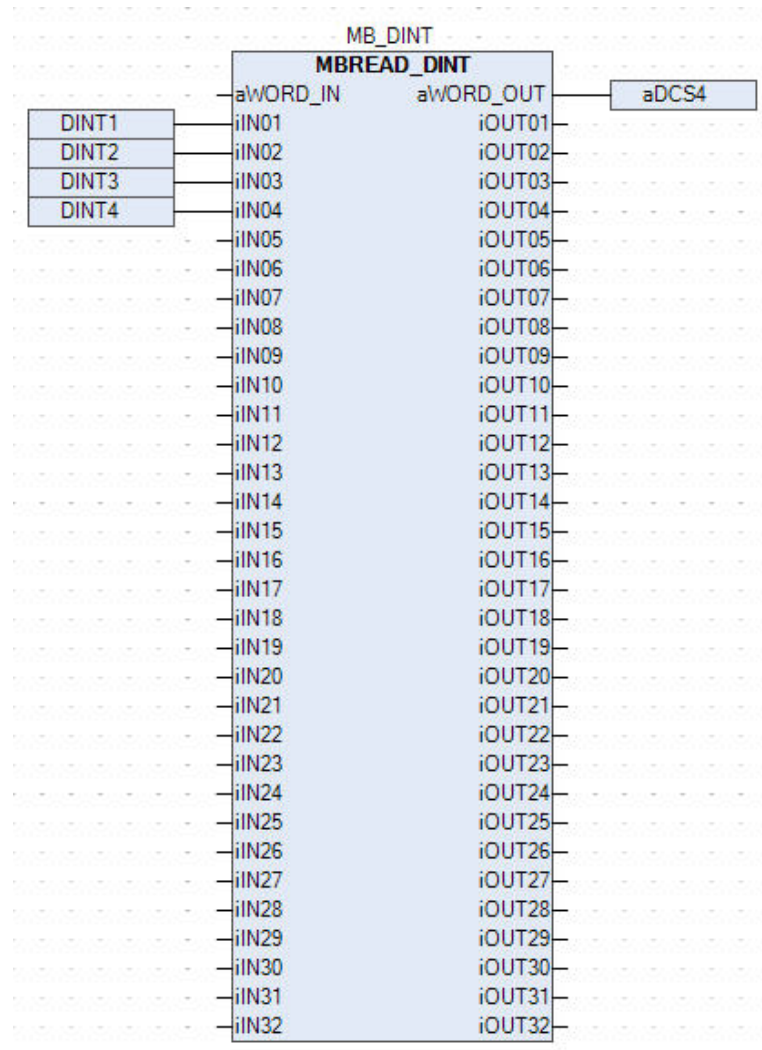 MB_DINT
MBREAD_DINT
aWORD_IN aWORD_OUT aDCS4
DINT1 iIN01 iOUT01
DINT2 iIN02 iOUT02
DINT3 iIN03 iOUT03
DINT4 iIN04 iOUT04
iIN05 iOUT05
iIN06 iOUT06
iIN07 iOUT07
iIN08 iOUT08
iIN09 iOUT09
iIN10 iOUT10
iIN11 iOUT11
iIN12 iOUT12
iIN13 iOUT13
iIN14 iOUT14
iIN15 iOUT15
iIN16 iOUT16
iIN17 iOUT17
iIN18 iOUT18
iIN19 iOUT19
iIN20 iOUT20
iIN21 iOUT21
iIN22 iOUT22
iIN23 iOUT23
iIN24 iOUT24
iIN25 iOUT25
iIN26 iOUT26
iIN27 iOUT27
iIN28 iOUT28
iIN29 iOUT29
iIN30 iOUT30
iIN31 iOUT31
iIN32 iOUT32